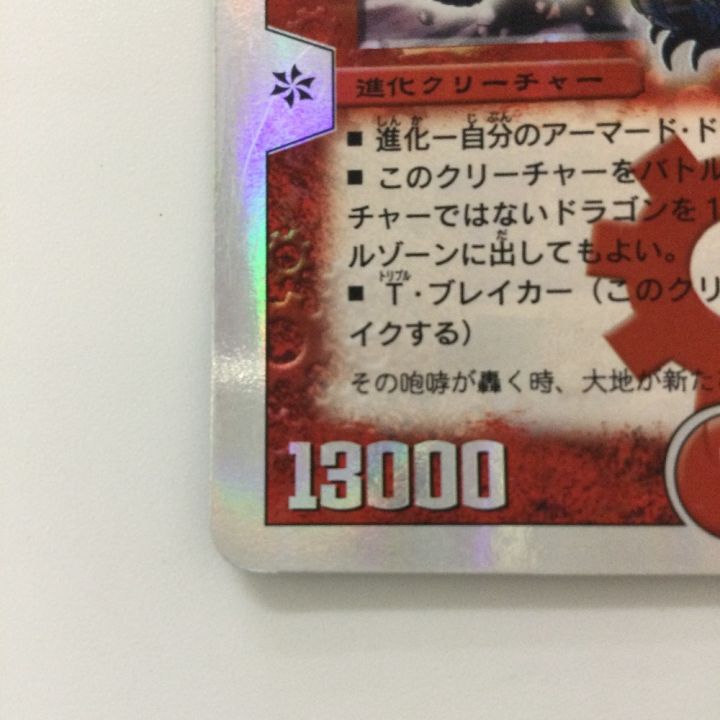 進化クリーチャー
■ 進化ー自分のアーマード・ド
■ このクリーチャーをバトル
チャーではないドラゴンを1
ルゾーンに出してもよい。
■ T・ブレイカー（このクリ
イクする）
その咆哮が轟く時、大地が新た
13000